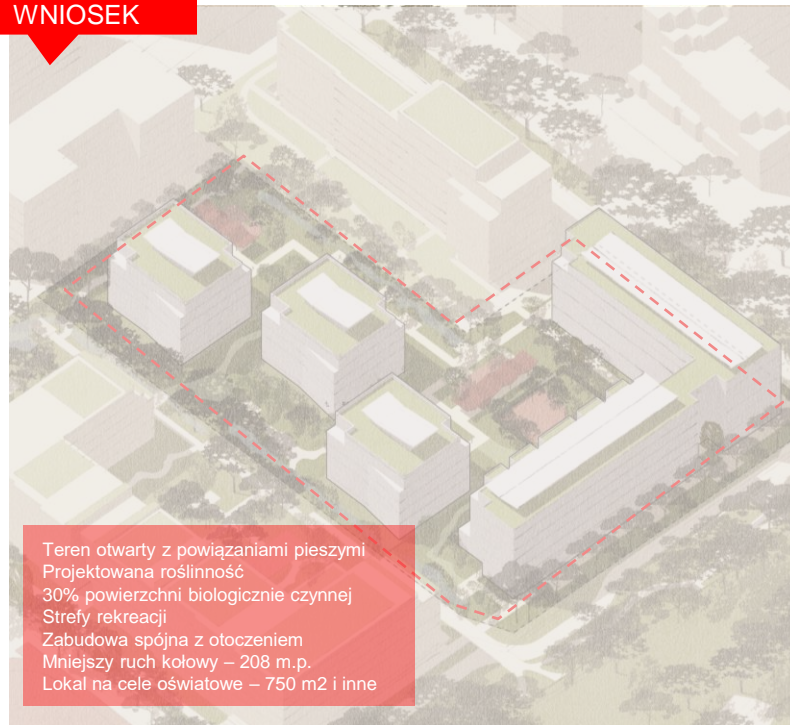 WNIOSEK
Teren otwarty z powiązaniami pieszymi
Projektowana roślinność
30% powierzchni biologicznie czynnej
Strefy rekreacji
Zabudowa spójna z otoczeniem
Mniejszy ruch kołowy – 208 m.p.
Lokal na cele oświatowe – 750 m2 i inne